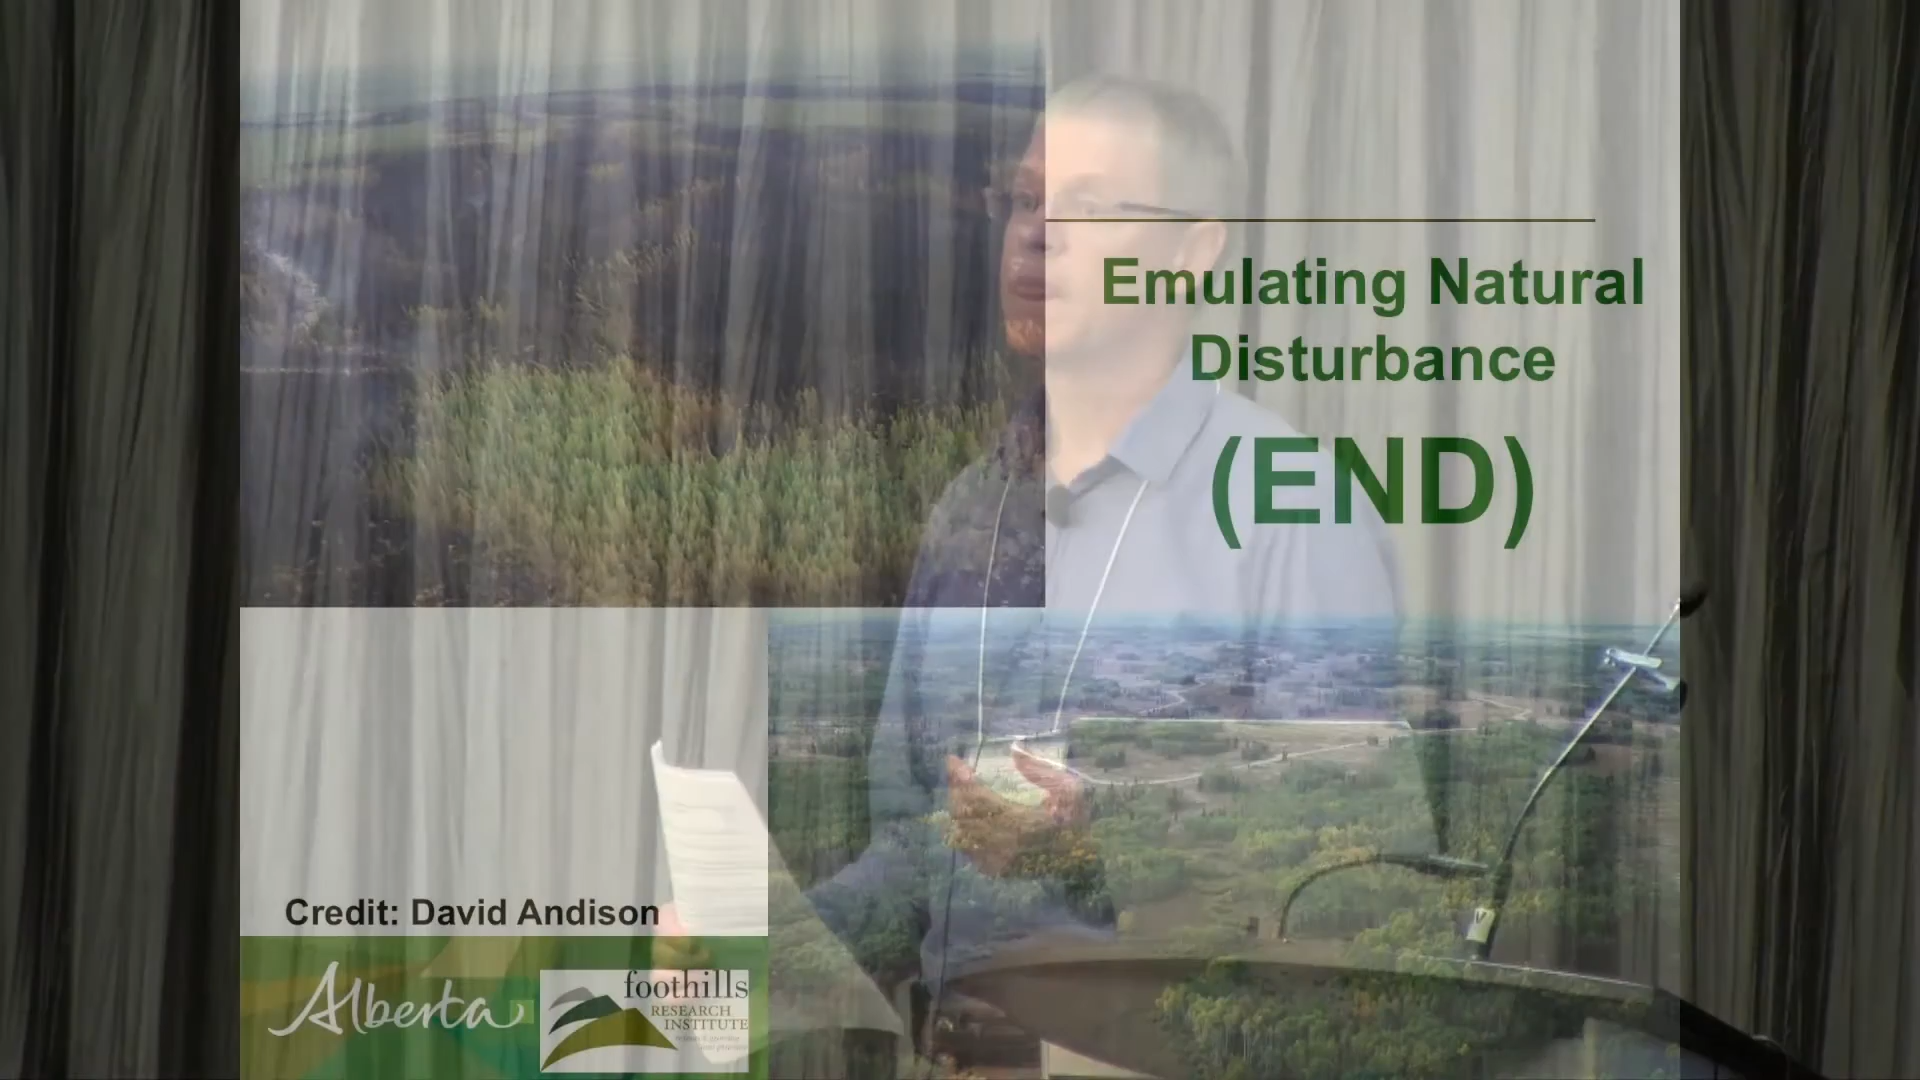 Emulating Natural
Disturbance
(END)
Credit: David Andison
Alberta
foothills
RESEARCH
INSTITUTE